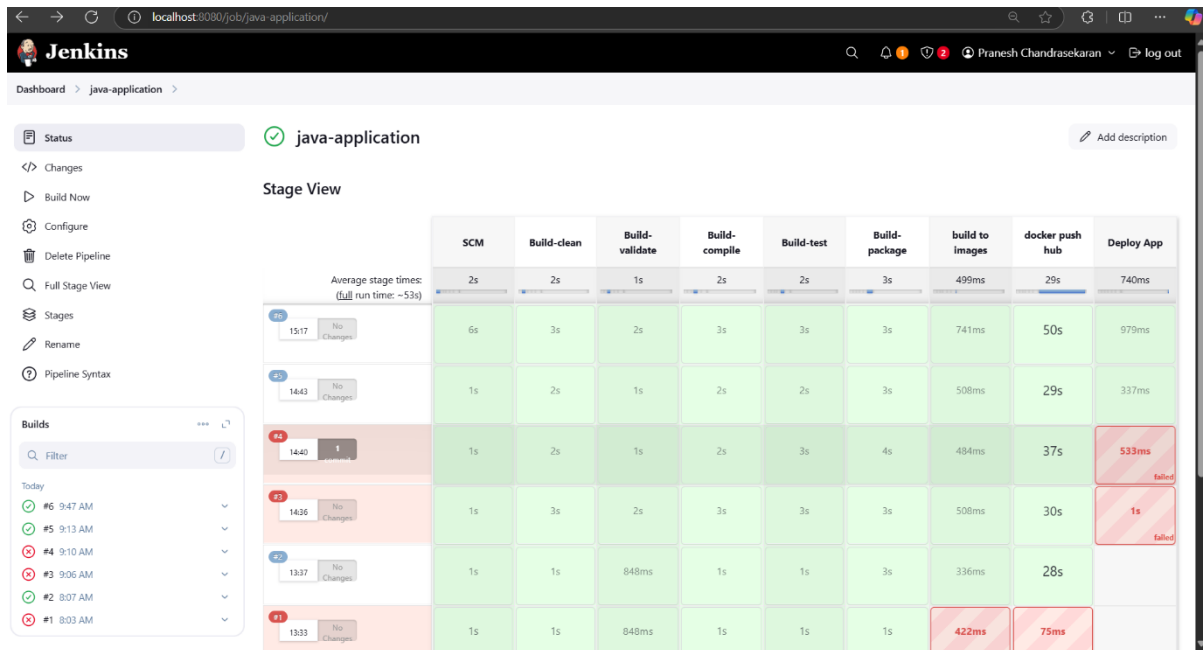 localhost:8080/job/java-application/
Jenkins
1
2
Pranesh Chandrasekaran
log out
Dashboard > java-application >
Status
Changes
Build Now
Configure
Delete Pipeline
Full Stage View
Stages
Rename
Pipeline Syntax
Builds
Filter
/
Today
#6 9:47 AM
#5 9:13 AM
#4 9:10 AM
#3 9:06 AM
#2 8:07 AM
#1 8:03 AM
java-application
Add description
Stage View
SCM Build-clean Build-validate Build-compile Build-test Build-package build to images docker push hub Deploy App
Average stage times: 2s 2s 1s 2s 2s 3s 499ms 29s 740ms
(full run time: ~53s)
#6
15:17 No Changes 6s 3s 2s 3s 3s 3s 741ms 50s 979ms
#5
14:43 No Changes 1s 2s 1s 2s 2s 3s 508ms 29s 337ms
#4
14:40 1 commit 1s 2s 1s 2s 3s 4s 484ms 37s 533ms
failed
#3
14:36 No Changes 1s 3s 2s 3s 3s 3s 508ms 30s 1s
failed
#2
13:37 No Changes 1s 1s 848ms 1s 1s 3s 336ms 28s
#1
13:33 No Changes 1s 1s 848ms 1s 1s 1s 422ms 75ms